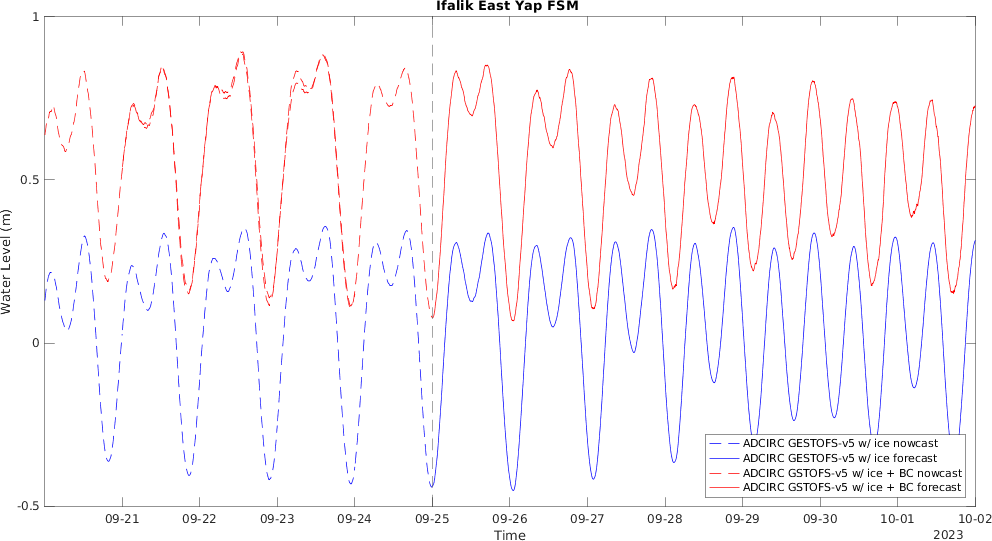 Ifalik East Yap FSM
1
0.5
0
-0.5
Water Level (m)
ADCIRC GESTOFS-v5 w/ ice nowcast
ADCIRC GESTOFS-v5 w/ ice forecast
ADCIRC GSTOFS-v5 w/ ice + BC nowcast
ADCIRC GSTOFS-v5 w/ ice + BC forecast
09-21 09-22 09-23 09-24 09-25 09-26 09-27 09-28 09-29 09-30 10-01 10-02
Time
2023